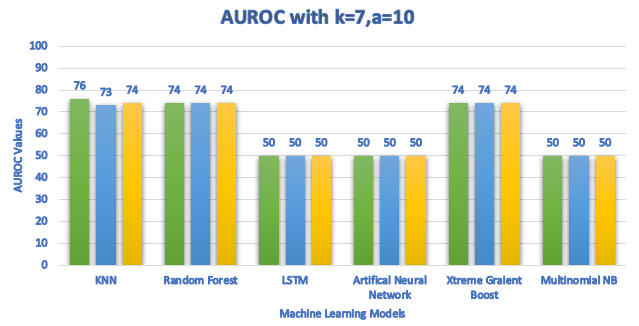 AUROC with k=7,a=10
AUROC Vakues
100
90
80
70
60
50
40
30
20
10
0
76 73 74
74 74 74
50 50 50
50 50 50
74 74 74
50 50 50
KNN
Random Forest
LSTM
Artifical Neural
Network
Xtreme Graient
Boost
Multinomial NB
Machine Learning Models